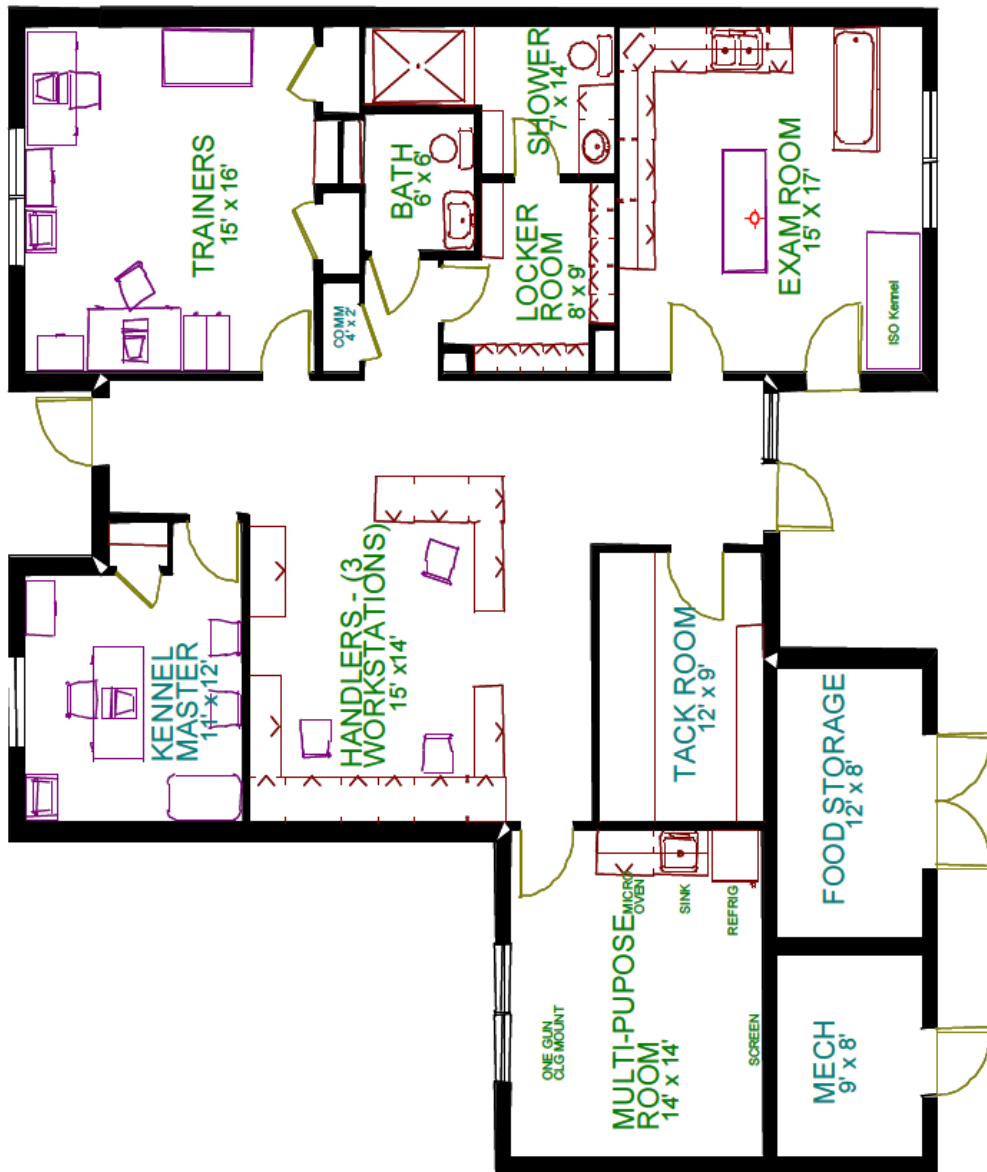 TRAINERS
15' x 16'
BATH
6' x 6'
SHOWER
7' x 14'
EXAM ROOM
15' x 17'
LOCKER
ROOM
8' x 9'
COMM
4' x 2'
ISO Kennel
KENNEL
MASTER
11' x 12'
HANDLERS - (3
WORKSTATIONS)
15' x14'
TACK ROOM
12' x 9'
FOOD STORAGE
12' x 8'
MICRO
OVEN
SINK
REFRIG
MULTI-PUPOSE
ROOM
14' x 14'
ONE GUN
CLG MOUNT
SCREEN
MECH
9' x 8'